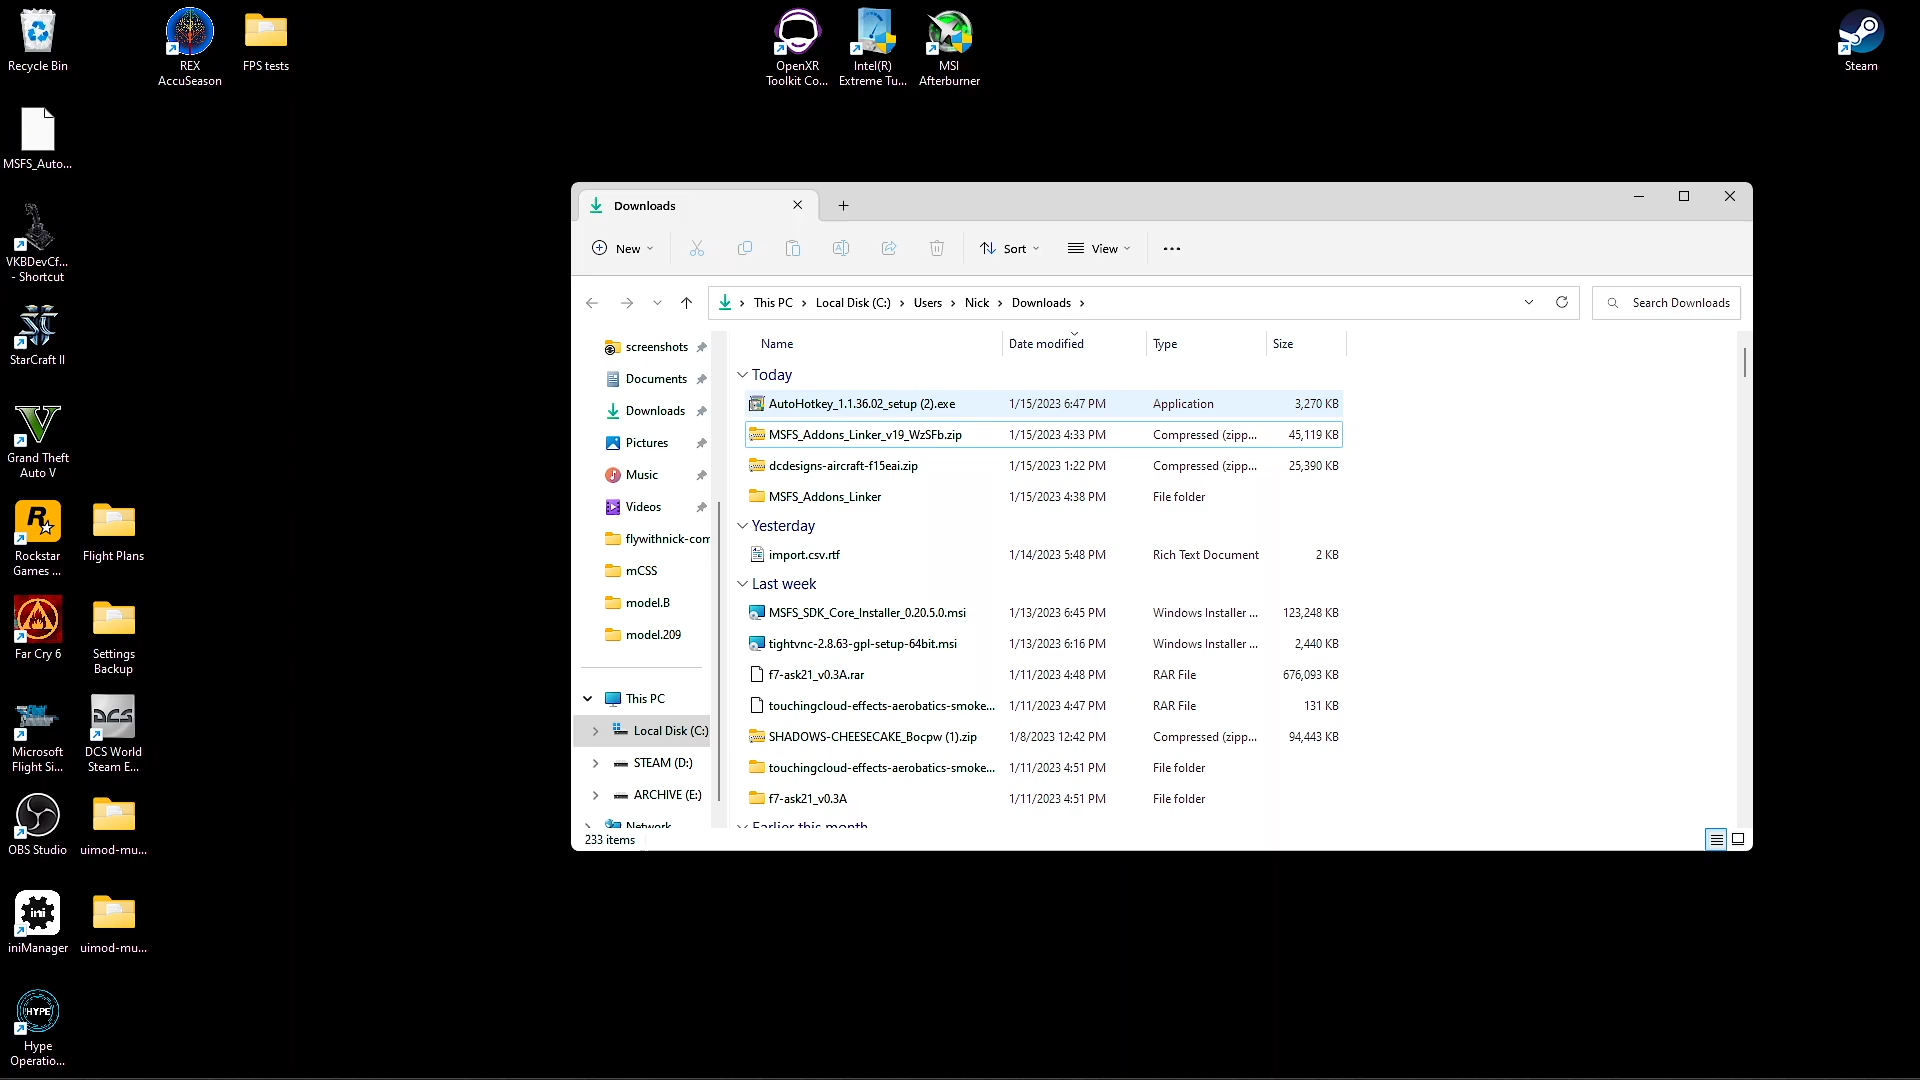 Recycle Bin
REX
AccuSeason
FPS tests
OpenXR
Toolkit Co...
Intel(R)
Extreme Tu...
MSI
Afterburner
Steam
MSFS_Auto...
VKBDevCf...
- Shortcut
StarCraft II
Grand Theft
Auto V
Rockstar
Games ...
Flight Plans
Far Cry 6
Settings
Backup
Microsoft
Flight Si...
DCS
DCS World
Steam E...
OBS Studio
uimod-mu...
ini
iniManager
uimod-mu...
HYPE
Hype
Operatio...
Downloads
New
Sort
View
This PC
Local Disk (C:)
Users
Nick
Downloads
Search Downloads
screenshots
Documents
Downloads
Pictures
Music
Videos
flywithnick-com
mCSS
model.B
model.209
This PC
Local Disk (C:)
STEAM (D:)
ARCHIVE (E:)
Network
Name Date modified Type Size
Today
AutoHotkey_1.1.36.02_setup (2).exe 1/15/2023 6:47 PM Application 3,270 KB
MSFS_Addons_Linker_v19_WzSFb.zip 1/15/2023 4:33 PM Compressed (zipp... 45,119 KB
dcdesigns-aircraft-f15eai.zip 1/15/2023 1:22 PM Compressed (zipp... 25,390 KB
MSFS_Addons_Linker 1/15/2023 4:38 PM File folder
Yesterday
import.csv.rtf 1/14/2023 5:48 PM Rich Text Document 2 KB
Last week
MSFS_SDK_Core_Installer_0.20.5.0.msi 1/13/2023 6:45 PM Windows Installer ... 123,248 KB
tightvnc-2.8.63-gpl-setup-64bit.msi 1/13/2023 6:16 PM Windows Installer ... 2,440 KB
f7-ask21_v0.3A.rar 1/11/2023 4:48 PM RAR File 676,093 KB
touchingcloud-effects-aerobatics-smoke... 1/11/2023 4:47 PM RAR File 131 KB
SHADOWS-CHEESECAKE_Bocpw (1).zip 1/8/2023 12:42 PM Compressed (zipp... 94,443 KB
touchingcloud-effects-aerobatics-smoke... 1/11/2023 4:51 PM File folder
f7-ask21_v0.3A 1/11/2023 4:51 PM File folder
Earlier this month
233 items